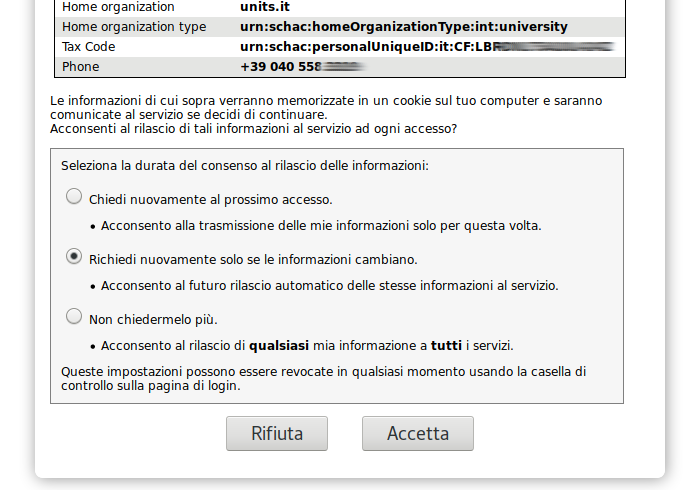 Home organization units.it
Home organization type urn:schac:homeOrganizationType:int:university
Tax Code urn:schac:personalUniqueID:it:CF:LBR
Phone +39 040 558
Le informazioni di cui sopra verranno memorizzate in un cookie sul tuo computer e saranno
comunicate al servizio se decidi di continuare.
Acconsenti al rilascio di tali informazioni al servizio ad ogni accesso?
Seleziona la durata del consenso al rilascio delle informazioni:
Chiedi nuovamente al prossimo accesso.
• Acconsento alla trasmissione delle mie informazioni solo per questa volta.
Richiedi nuovamente solo se le informazioni cambiano.
• Acconsento al futuro rilascio automatico delle stesse informazioni al servizio.
Non chiedermelo più.
• Acconsento al rilascio di qualsiasi mia informazione a tutti i servizi.
Queste impostazioni possono essere revocate in qualsiasi momento usando la casella di
controllo sulla pagina di login.
Rifiuta Accetta